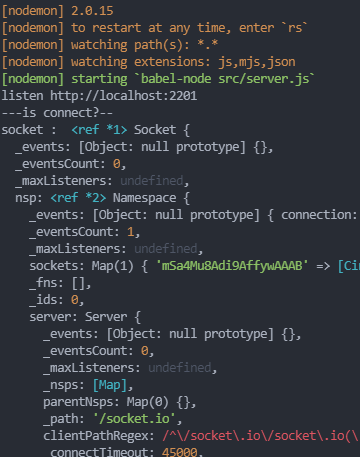 [nodemon] 2.0.15
[nodemon] to restart at any time, enter `rs`
[nodemon] watching path(s): *.*
[nodemon] watching extensions: js,mjs,json
[nodemon] starting `babel-node src/server.js`
listen http://localhost:2201
---is connect?--
socket :  <ref *1> Socket {
  _events: [Object: null prototype] {},
  _eventsCount: 0,
  _maxListeners: undefined,
  nsp: <ref *2> Namespace {
    _events: [Object: null prototype] { connection:
    _eventsCount: 1,
    _maxListeners: undefined,
    sockets: Map(1) { 'mSa4Mu8Adi9AffywAAAB' => [Cir
    _fns: [],
    _ids: 0,
    server: Server {
      _events: [Object: null prototype] {},
      _eventsCount: 0,
      _maxListeners: undefined,
      _nsps: [Map],
      parentNsps: Map(0) {},
      _path: '/socket.io',
      clientPathRegex: /^\/socket\.io\/socket\.io(\
      _connectTimeout: 45000,